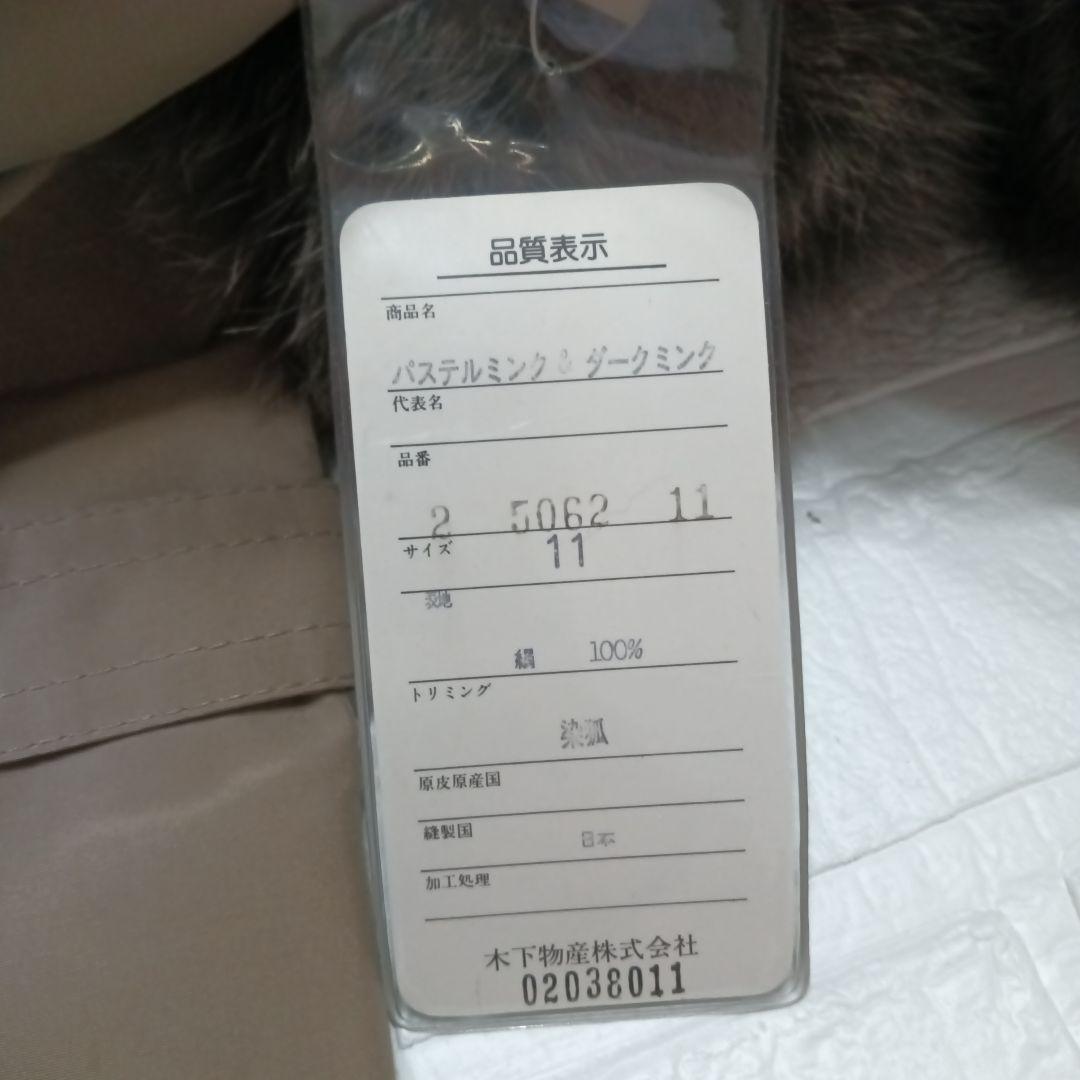 品質表示
商品名
パステルミンク & ダークミンク
代表名
品番
2 5062 11
サイズ 11
表地
絹 100%
トリミング
染狐
原皮原産国
縫製国 日本
加工処理
木下物産株式会社
02038011